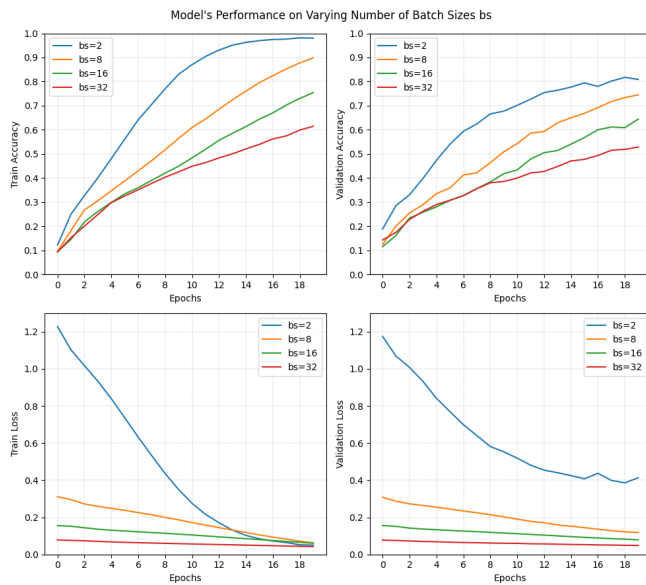 Model's Performance on Varying Number of Batch Sizes bs
1.0
0.9
0.8
0.7
0.6
0.5
0.4
0.3
0.2
0.1
0.0
Train Accuracy
bs=2
bs=8
bs=16
bs=32
0 2 4 6 8 10 12 14 16 18
Epochs
1.0
0.9
0.8
0.7
0.6
0.5
0.4
0.3
0.2
0.1
0.0
Validation Accuracy
bs=2
bs=8
bs=16
bs=32
0 2 4 6 8 10 12 14 16 18
Epochs
1.2
1.0
0.8
0.6
0.4
0.2
0.0
Train Loss
bs=2
bs=8
bs=16
bs=32
0 2 4 6 8 10 12 14 16 18
Epochs
1.2
1.0
0.8
0.6
0.4
0.2
0.0
Validation Loss
bs=2
bs=8
bs=16
bs=32
0 2 4 6 8 10 12 14 16 18
Epochs